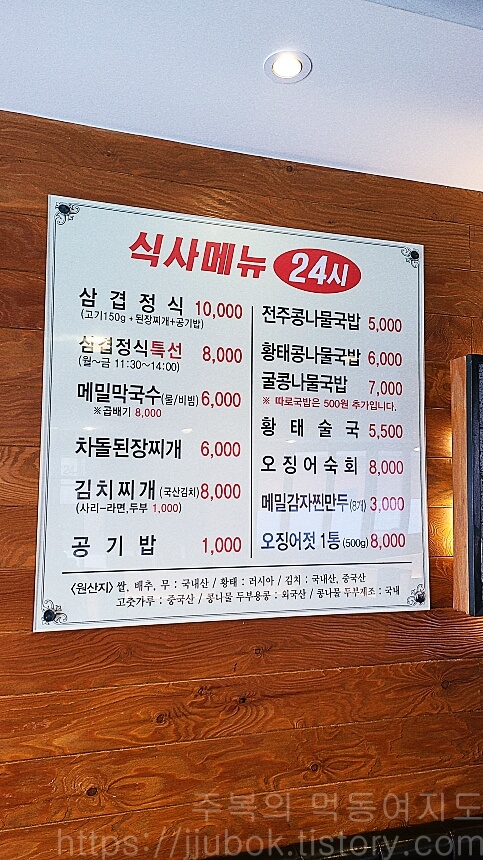 식사메뉴 24시
삼겹정식 10,000
(고기150g +된장찌개+공기밥)
삼겹정식특선 8,000
(월~금 11:30~14:00)
메밀막국수(물/비빔) 6,000
※곱배기 8,000
차돌된장찌개 6,000
김치찌개(국산김치) 8,000
(사리-라면,두부 1,000)
공기밥 1,000
전주콩나물국밥 5,000
황태콩나물국밥 6,000
굴콩나물국밥 7,000
※ 따로국밥은 500원 추가입니다.
황태술국 5,500
오징어숙회 8,000
메밀감자찐만두(8개) 3,000
오징어젓 1통 (500g) 8,000
<원산지> 쌀, 배추, 무 : 국내산 / 황태 : 러시아 / 김치 : 국내산, 중국산
고춧가루 : 중국산 / 콩나물 두부용콩 : 외국산 / 콩나물 두부제조 : 국내
주복의 먹동여지도
https://jjubok.tistory.com